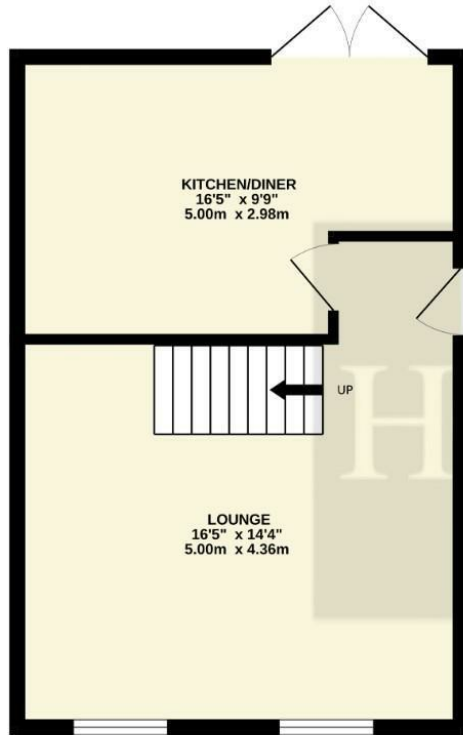 KITCHEN/DINER
16'5" x 9'9"
5.00m x 2.98m
UP
H
LOUNGE
16'5" x 14'4"
5.00m x 4.36m